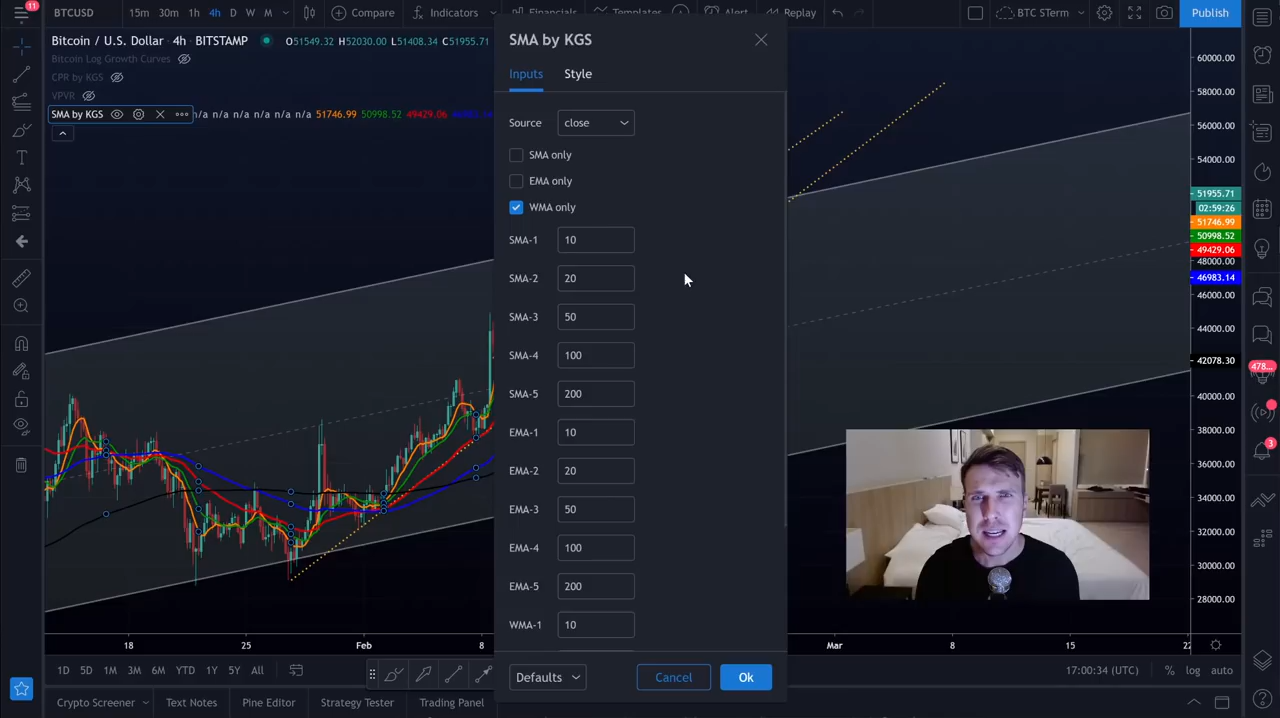 11
BTCUSD
15m 30m 1h 4h D W M
Compare
Indicators
Financials
Templates
Alert
Replay
BTC STerm
Publish
Bitcoin / U.S. Dollar · 4h · BITSTAMP
O51549.32 H52030.00 L51408.34 C51955.71
Bitcoin Log Growth Curves
CPR by KGS
VPVR
SMA by KGS
n/a n/a n/a n/a n/a n/a 51746.99 50998.52 49429.06
SMA by KGS
Inputs
Style
Source
close
SMA only
EMA only
WMA only
SMA-1 10
SMA-2 20
SMA-3 50
SMA-4 100
SMA-5 200
EMA-1 10
EMA-2 20
EMA-3 50
EMA-4 100
EMA-5 200
WMA-1 10
Defaults
Cancel
Ok
60000.00
58000.00
56000.00
54000.00
51955.71
02:59:26
51746.99
50998.52
49429.06
48000.00
46983.14
46000.00
44000.00
42078.30
40000.00
38000.00
36000.00
34000.00
32000.00
30000.00
28000.00
478...
3
18 25 Feb 8 Mar 8 15 22
1D 5D 1M 3M 6M YTD 1Y 5Y All
17:00:34 (UTC)
% log auto
Crypto Screener
Text Notes
Pine Editor
Strategy Tester
Trading Panel